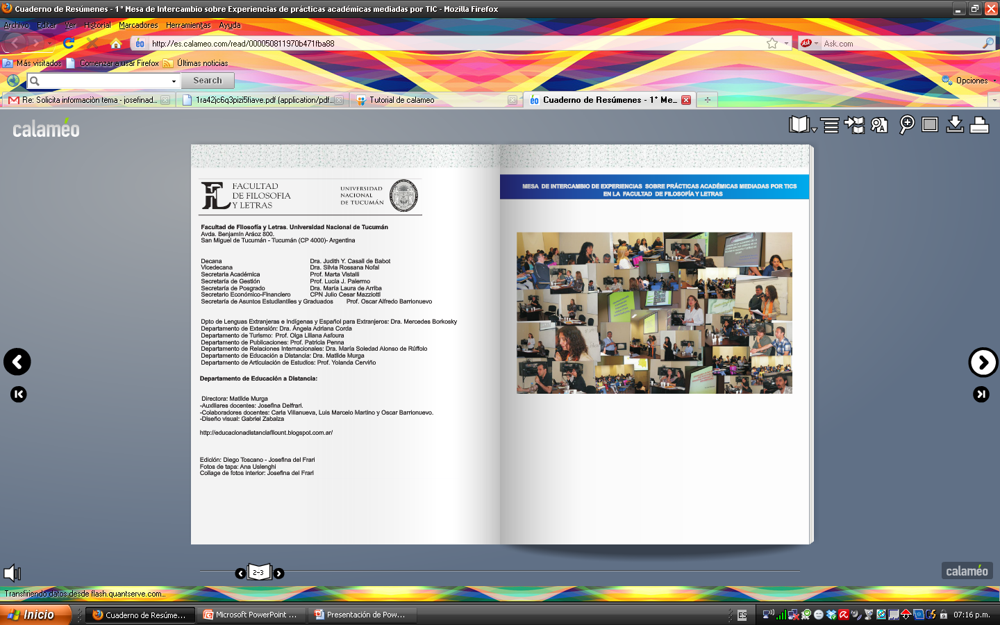 Cuaderno de Resúmenes - 1° Mesa de Intercambio sobre Experiencias de prácticas académicas mediadas por TIC - Mozilla Firefox
Archivo Editar Ver Historial Marcadores Herramientas Ayuda
http://es.calameo.com/read/000050811970b471fba88
Ask.com
Más visitados Comenzar a usar Firefox Últimas noticias
Search
Opciones
Re: Solicita informaciòn tema - josefinad...
1ra42jc6q3pizi5fiave.pdf (application/pdf...
Tutorial de calameo
Cuaderno de Resúmenes - 1° Me...
calaméo
FACULTAD
DE FILOSOFIA
Y LETRAS
UNIVERSIDAD
NACIONAL
DE TUCUMÁN
Facultad de Filosofía y Letras. Universidad Nacional de Tucumán
Avda. Benjamín Aráoz 800.
San Miguel de Tucumán - Tucumán (CP 4000)- Argentina
Decana Dra. Judith Y. Casali de Babot
Vicedecana Dra. Silvia Rossana Nofal
Secretaria Académica Prof. Marta Vistalli
Secretaría de Gestión Prof. Lucía J. Palermo
Secretaría de Posgrado Dra. María Laura de Arriba
Secretario Económico-Financiero CPN Julio Cesar Mazziotti
Secretaría de Asuntos Estudiantiles y Graduados Prof. Oscar Alfredo Barrionuevo
Dpto de Lenguas Extranjeras e Indígenas y Español para Extranjeros: Dra. Mercedes Borkosky
Departamento de Extensión: Dra. Ángela Adriana Corda
Departamento de Turismo: Prof. Olga Liliana Asfoura
Departamento de Publicaciones: Prof. Patricia Penna
Departamento de Relaciones Internacionales: Dra. María Soledad Alonso de Rúffolo
Departamento de Educación a Distancia: Dra. Matilde Murga
Departamento de Articulación de Estudios: Prof. Yolanda Cerviño
Departamento de Educación a Distancia:
Directora: Matilde Murga
-Auxiliares docentes: Josefina Delfrari.
-Colaboradores docentes: Carla Villanueva, Luis Marcelo Martino y Oscar Barrionuevo.
-Diseño visual: Gabriel Zabalza
http://educacionadistanciafilount.blogspot.com.ar/
Edición: Diego Toscano - Josefina del Frari
Fotos de tapa: Ana Uslenghi
Collage de fotos interior: Josefina del Frari
MESA DE INTERCAMBIO DE EXPERIENCIAS SOBRE PRÁCTICAS ACADÉMICAS MEDIADAS POR TICS
EN LA FACULTAD DE FILOSOFÍA Y LETRAS
2-3
calaméo
Transfiriendo datos desde flash.quantserve.com...
Inicio
Cuaderno de Resúme...
Microsoft PowerPoint ...
Presentación de Pow...
ES
07:16 p.m.